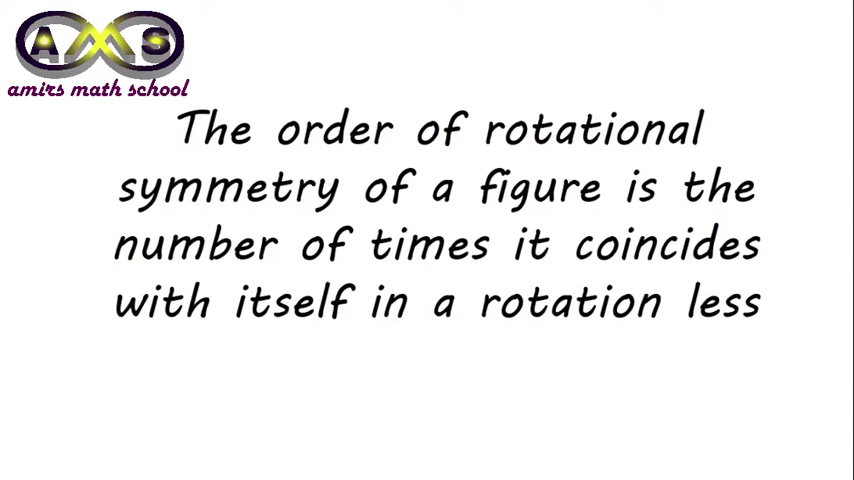 AMS
amirs math school
The order of rotational
symmetry of a figure is the
number of times it coincides
with itself in a rotation less